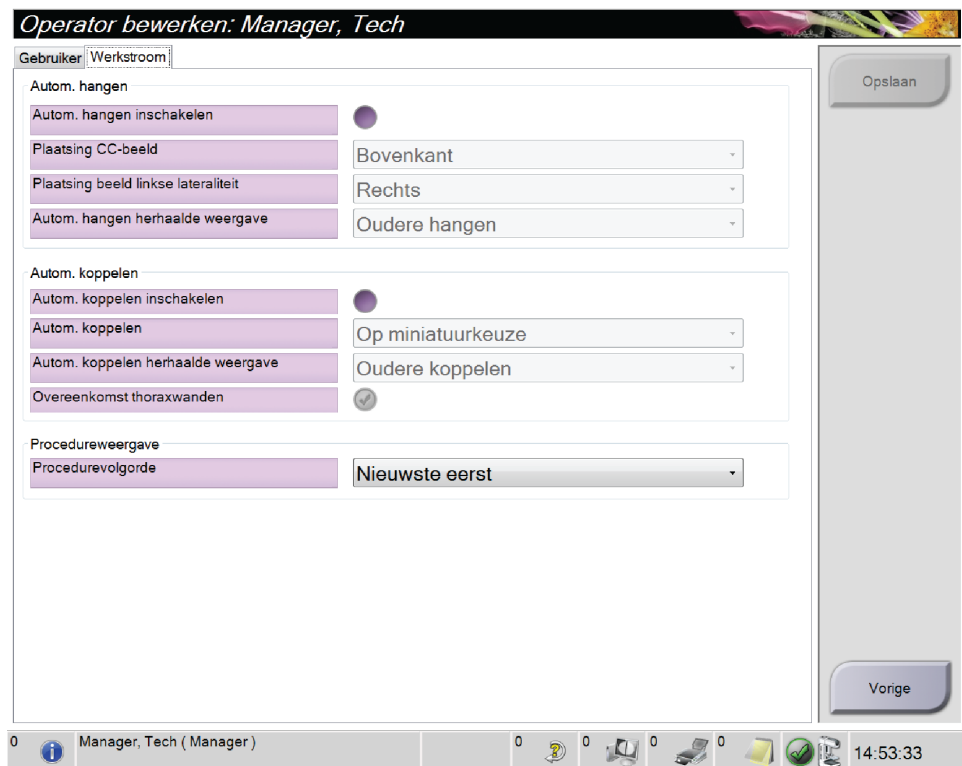 Operator bewerken: Manager, Tech
Gebruiker Werkstroom
Opslaan
Autom. hangen
Autom. hangen inschakelen
Plaatsing CC-beeld Bovenkant
Plaatsing beeld linkse lateraliteit Rechts
Autom. hangen herhaalde weergave Oudere hangen
Autom. koppelen
Autom. koppelen inschakelen
Autom. koppelen Op miniatuurkeuze
Autom. koppelen herhaalde weergave Oudere koppelen
Overeenkomst thoraxwanden
Procedureweergave
Procedurevolgorde Nieuwste eerst
Vorige
0 Manager, Tech ( Manager ) 0 0 0 0 14:53:33